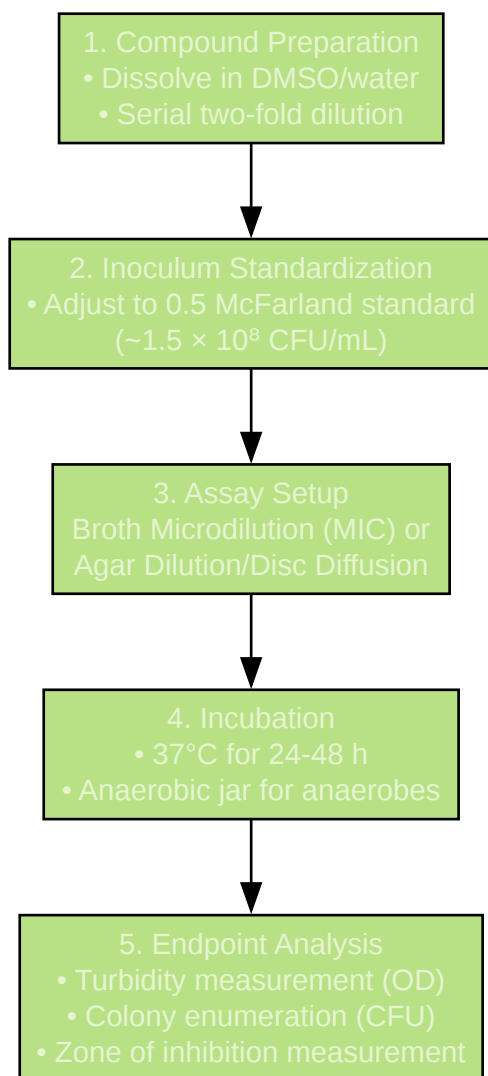 1. Compound Preparation
• Dissolve in DMSO/water
• Serial two-fold dilution
2. Inoculum Standardization
• Adjust to 0.5 McFarland standard
(~1.5 × 10⁸ CFU/mL)
3. Assay Setup
Broth Microdilution (MIC) or
Agar Dilution/Disc Diffusion
4. Incubation
• 37°C for 24-48 h
• Anaerobic jar for anaerobes
5. Endpoint Analysis
• Turbidity measurement (OD)
• Colony enumeration (CFU)
• Zone of inhibition measurement